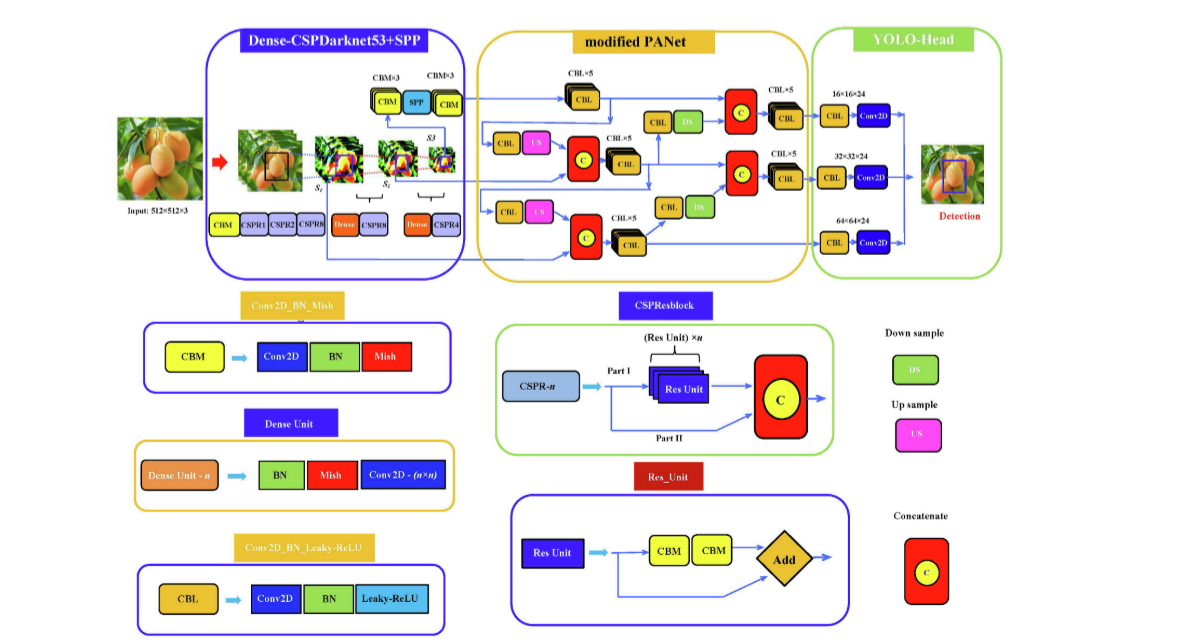 Dense-CSPDarknet53+SPP
modified PANet
YOLO-Head
CBM×3
CBM×3
CBM
SPP
CBM
CBL×5
CBL
CBL
DS
C
CBL×5
CBL
16×16×24
CBL
Conv2D
S3
CBL
US
C
CBL×5
CBL
C
CBL×5
CBL
32×32×24
CBL
Conv2D
S1
S2
Input: 512×512×3
Detection
CBM
CSPR1
CSPR2
CSPR8
Dense
CSPR8
Dense
CSPR4
CBL
US
C
CBL×5
CBL
CBL
DS
64×64×24
CBL
Conv2D
Conv2D_BN_Mish
CBM
Conv2D
BN
Mish
Dense Unit
Dense Unit - n
BN
Mish
Conv2D - (n×n)
Conv2D_BN_Leaky-ReLU
CBL
Conv2D
BN
Leaky-ReLU
CSPResblock
(Res Unit) ×n
CSPR-n
Part I
Res Unit
C
Part II
Res_Unit
Res Unit
CBM
CBM
Add
Down sample
DS
Up sample
US
Concatenate
C